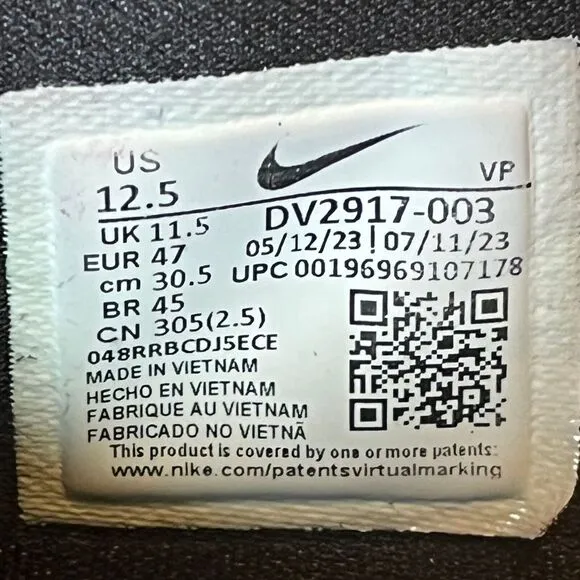 US
12.5
VP
UK 11.5
DV2917-003
EUR 47
05/12/23 | 07/11/23
cm 30.5
UPC 00196969107178
BR 45
CN 305(2.5)
048RRBCDJ5ECE
MADE IN VIETNAM
HECHO EN VIETNAM
FABRIQUE AU VIETNAM
FABRICADO NO VIETNÃ
This product is covered by one or more patents:
www.nike.com/patentsvirtualmarking